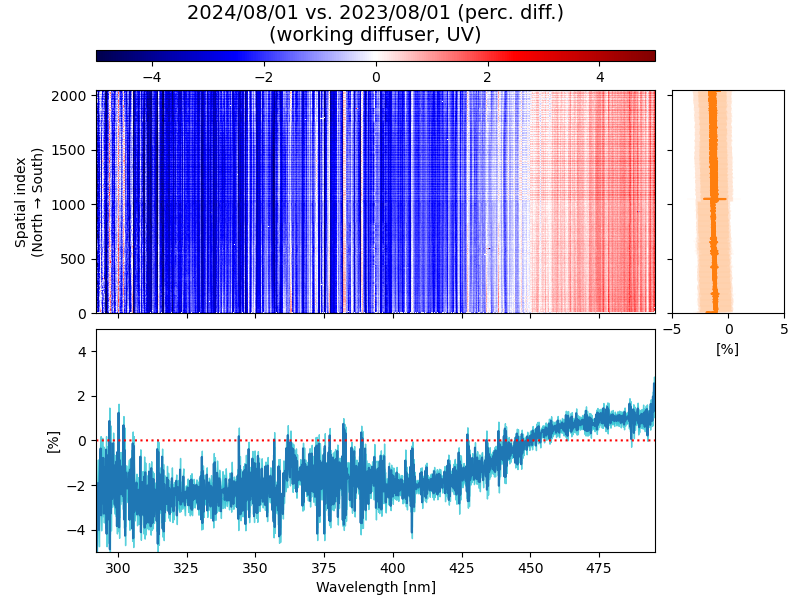 2024/08/01 vs. 2023/08/01 (perc. diff.)
(working diffuser, UV)
−4 −2 0 2 4
Spatial index
(North → South)
2000
1500
1000
500
0
−5 0 5
[%]
[%]
4
2
0
−2
−4
300 325 350 375 400 425 450 475
Wavelength [nm]